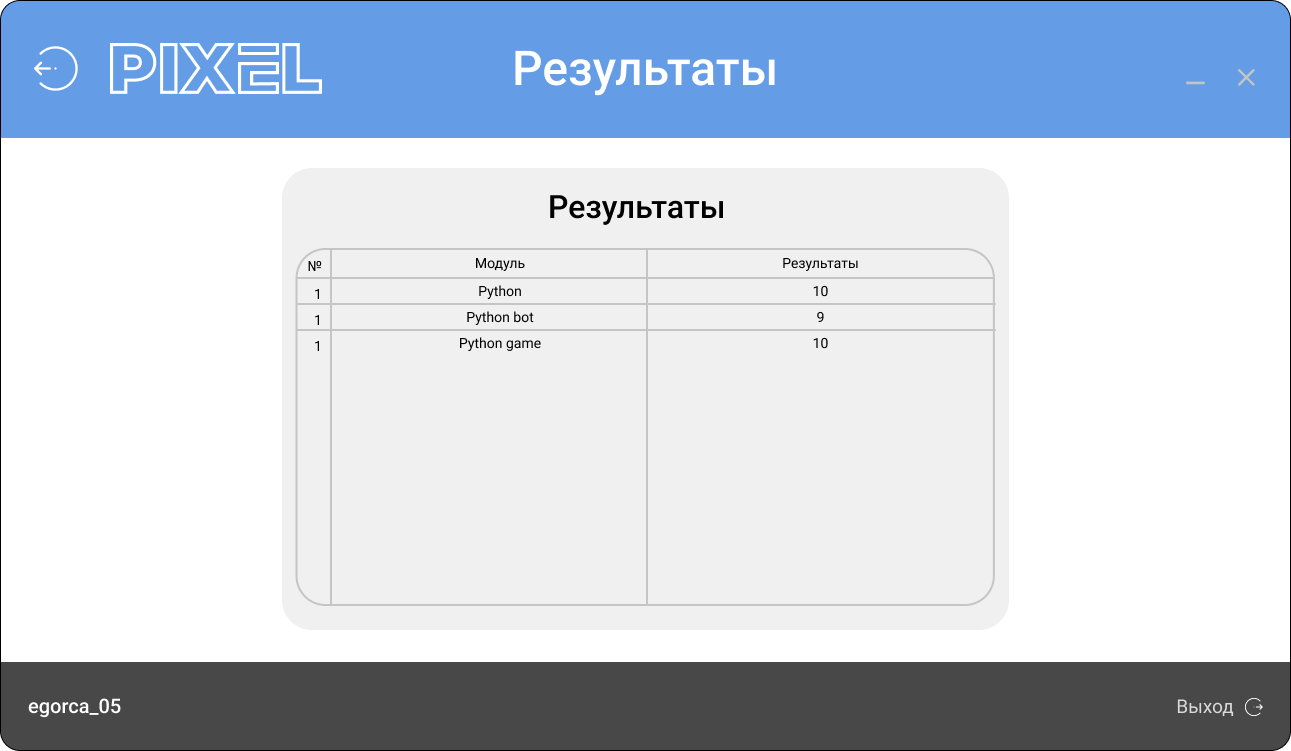 PIXEL
Результаты
Результаты
№ Модуль Результаты
1 Python 10
1 Python bot 9
1 Python game 10
egorca_05
Выход